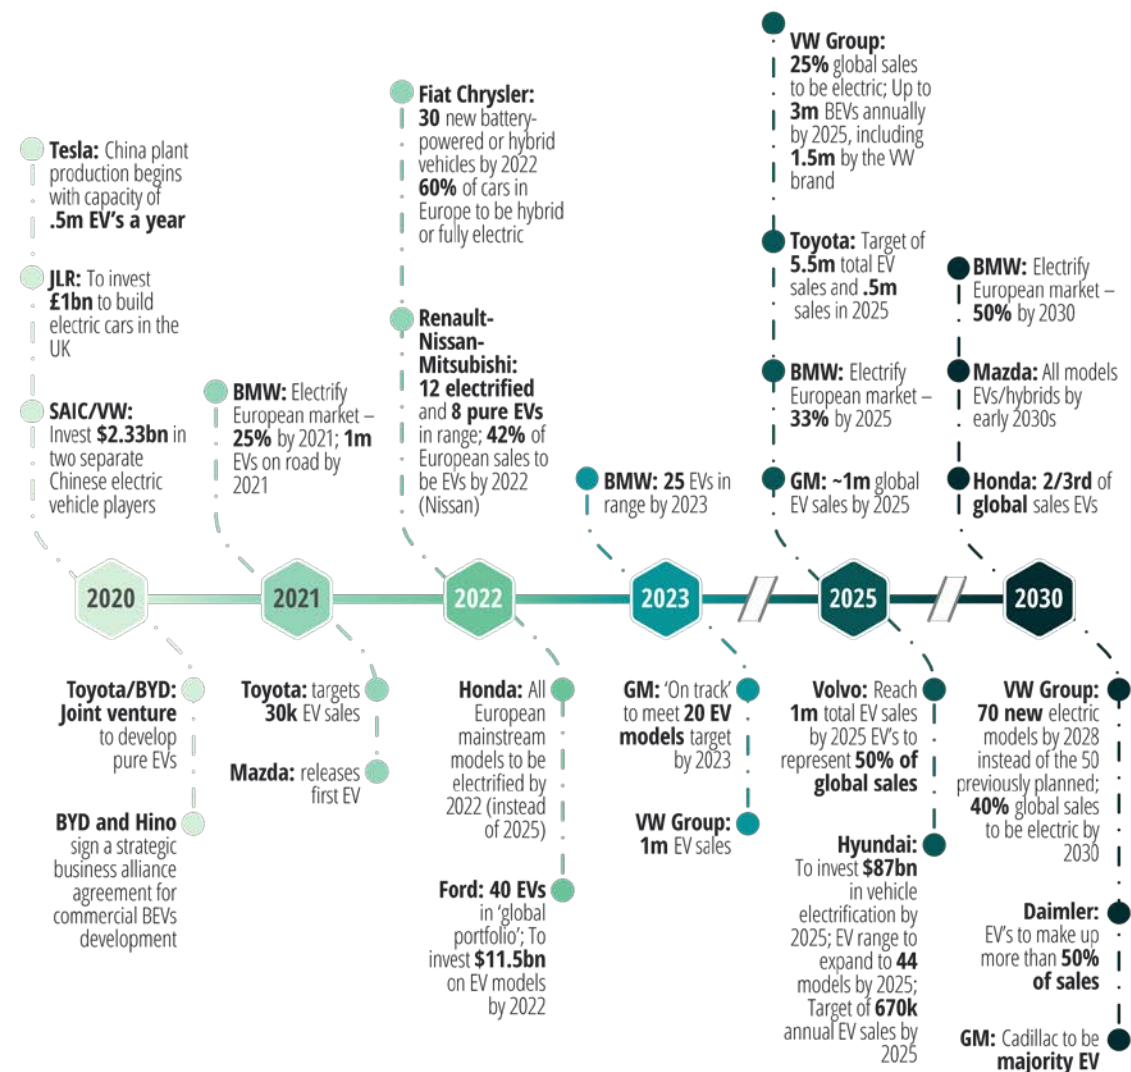 Tesla: China plant
production begins
with capacity of
.5m EV's a year
JLR: To invest
£1bn to build
electric cars in the
UK
SAIC/VW:
Invest $2.33bn in
two separate
Chinese electric
vehicle players
BMW: Electrify
European market –
25% by 2021; 1m
EVs on road by
2021
Fiat Chrysler:
30 new battery-
powered or hybrid
vehicles by 2022
60% of cars in
Europe to be hybrid
or fully electric
Renault-
Nissan-
Mitsubishi:
12 electrified
and 8 pure EVs
in range; 42% of
European sales to
be EVs by 2022
(Nissan)
BMW: 25 EVs in
range by 2023
VW Group:
25% global sales
to be electric; Up to
3m BEVs annually
by 2025, including
1.5m by the VW
brand
Toyota: Target of
5.5m total EV
sales and .5m
sales in 2025
BMW: Electrify
European market –
33% by 2025
GM: ~1m global
EV sales by 2025
BMW: Electrify
European market –
50% by 2030
Mazda: All models
EVs/hybrids by
early 2030s
Honda: 2/3rd of
global sales EVs
2020
2021
2022
2023
2025
2030
Toyota/BYD:
Joint venture
to develop
pure EVs
BYD and Hino
sign a strategic
business alliance
agreement for
commercial BEVs
development
Toyota: targets
30k EV sales
Mazda: releases
first EV
Honda: All
European
mainstream
models to be
electrified by
2022 (instead
of 2025)
Ford: 40 EVs
in 'global
portfolio'; To
invest $11.5bn
on EV models
by 2022
GM: 'On track'
to meet 20 EV
models target
by 2023
VW Group:
1m EV sales
Volvo: Reach
1m total EV sales
by 2025 EV's to
represent 50% of
global sales
Hyundai:
To invest $87bn
in vehicle
electrification by
2025; EV range to
expand to 44
models by 2025;
Target of 670k
annual EV sales by
2025
VW Group:
70 new electric
models by 2028
instead of the 50
previously planned;
40% global sales
to be electric by
2030
Daimler:
EV's to make up
more than 50%
of sales
GM: Cadillac to be
majority EV